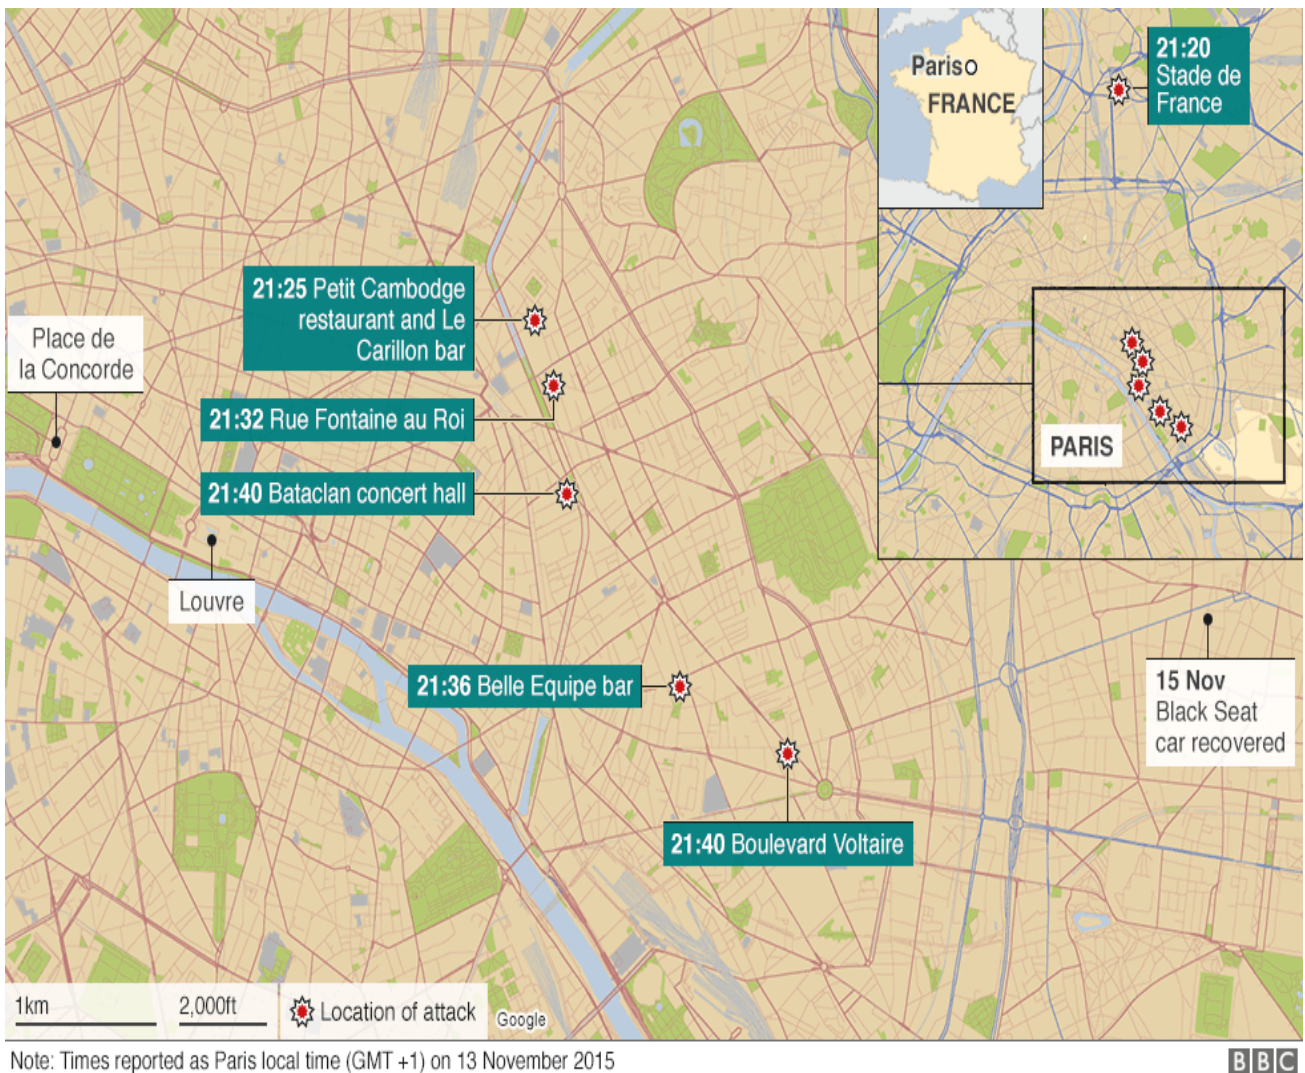 Paris
FRANCE
21:20
Stade de
France
21:25 Petit Cambodge
restaurant and Le
Carillon bar
Place de
la Concorde
21:32 Rue Fontaine au Roi
PARIS
21:40 Bataclan concert hall
Louvre
21:36 Belle Equipe bar
15 Nov
Black Seat
car recovered
21:40 Boulevard Voltaire
1km
2,000ft
Location of attack
Google
Note: Times reported as Paris local time (GMT +1) on 13 November 2015
BBC